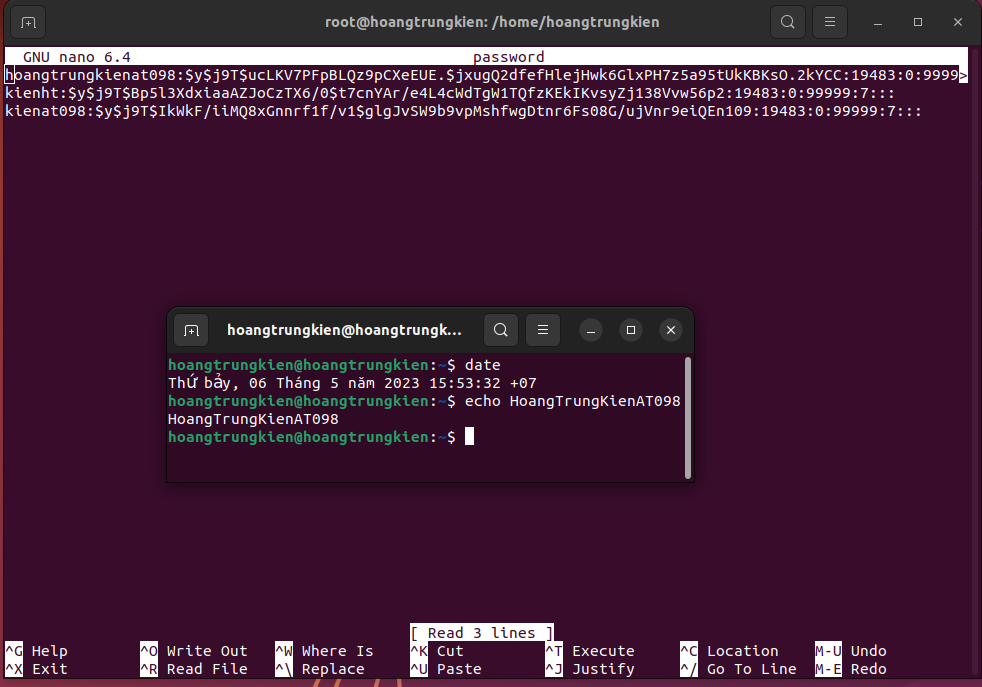 root@hoangtrungkien: /home/hoangtrungkien
GNU nano 6.4 password
hoangtrungkienat098:$y$j9T$ucLKV7PFpBLQz9pCXeEUE.$jxugQ2dfefHlejHwk6GlxPH7z5a95tUkKBKsO.2kYCC:19483:0:9999>
kienht:$y$j9T$Bp5l3XdxiaaAZJoCzTX6/0$t7cnYAr/e4L4cWdTgW1TQfzKEkIKvsyZj138Vvw56p2:19483:0:99999:7:::
kienat098:$y$j9T$IkWkF/iiMQ8xGnnrf1f/v1$glgJvSW9b9vpMshfwgDtnr6Fs08G/ujVnr9eiQEn109:19483:0:99999:7:::
hoangtrungkien@hoangtrungk...
hoangtrungkien@hoangtrungkien:~$ date
Thứ bảy, 06 Tháng 5 năm 2023 15:53:32 +07
hoangtrungkien@hoangtrungkien:~$ echo HoangTrungKienAT098
HoangTrungKienAT098
hoangtrungkien@hoangtrungkien:~$
[ Read 3 lines ]
^G Help ^O Write Out ^W Where Is ^K Cut ^T Execute ^C Location M-U Undo
^X Exit ^R Read File ^\ Replace ^U Paste ^J Justify ^/ Go To Line M-E Redo